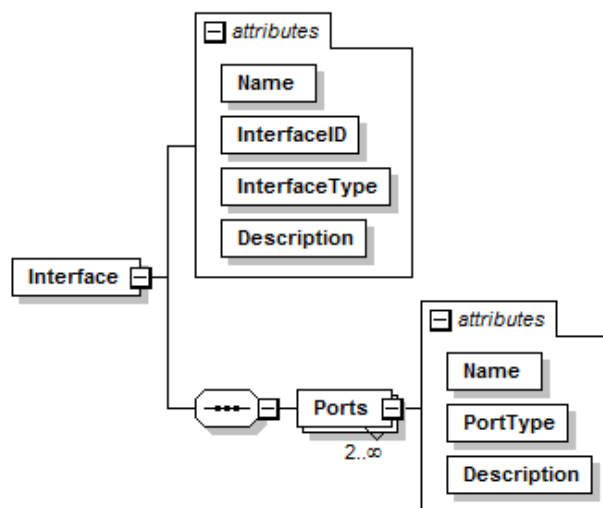 attributes
Name
InterfaceID
InterfaceType
Description
Interface
attributes
Ports
2..∞
Name
PortType
Description